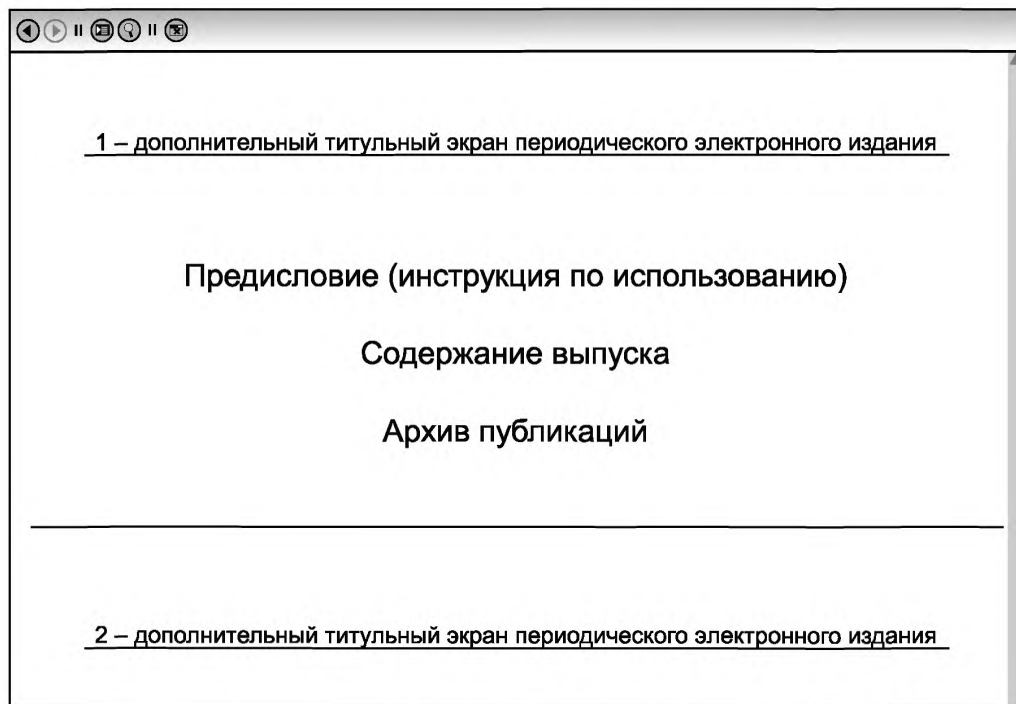 1 – дополнительный титульный экран периодического электронного издания
Предисловие (инструкция по использованию)
Содержание выпуска
Архив публикаций
2 – дополнительный титульный экран периодического электронного издания